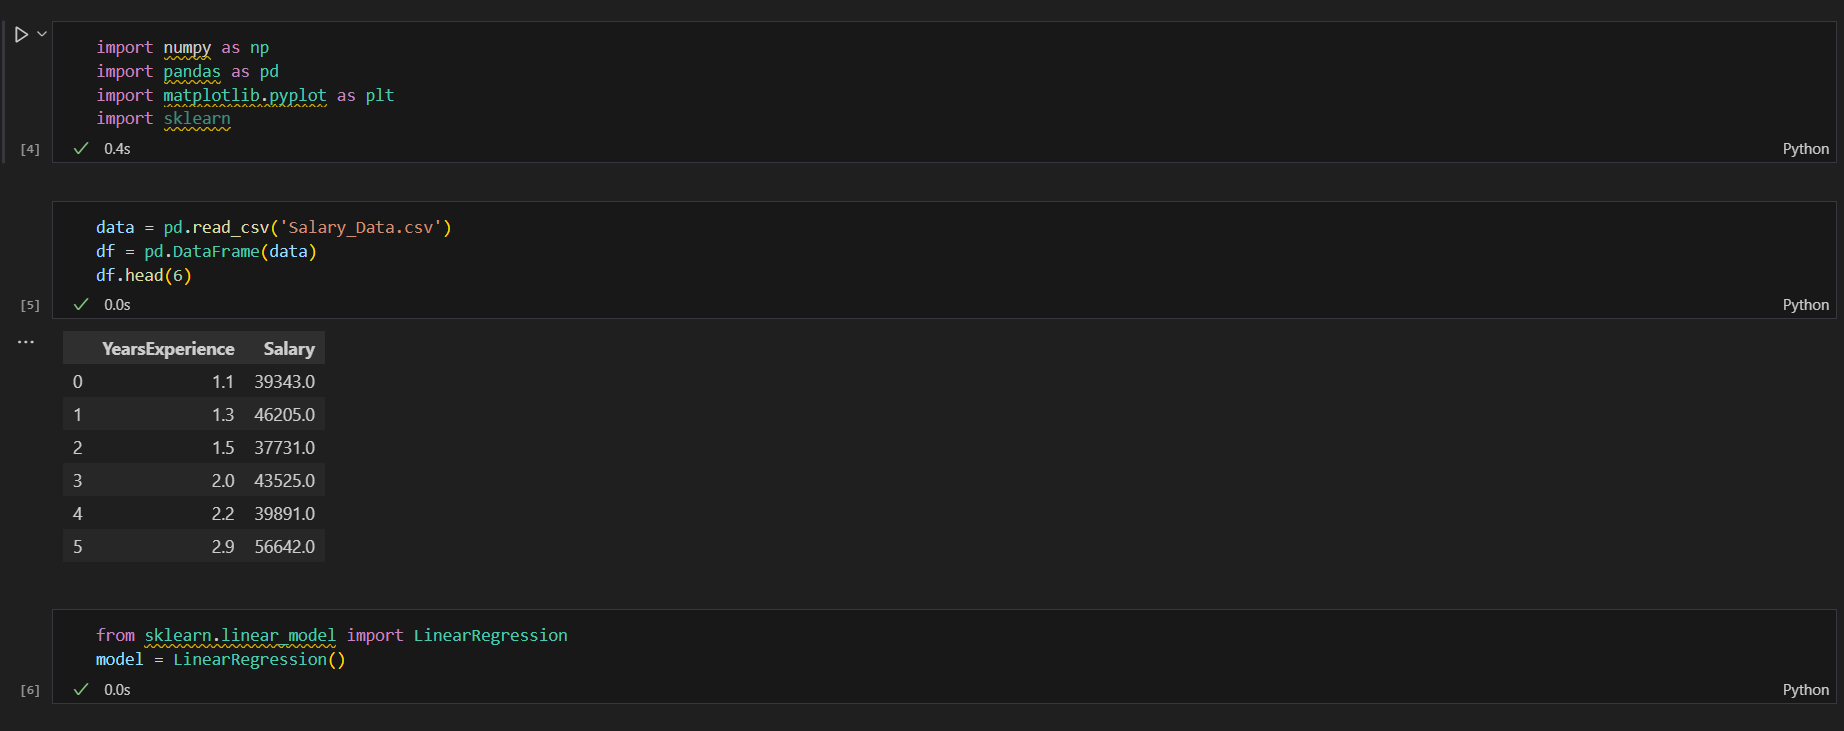 import numpy as np
import pandas as pd
import matplotlib.pyplot as plt
import sklearn
[4] 0.4s Python
data = pd.read_csv('Salary_Data.csv')
df = pd.DataFrame(data)
df.head(6)
[5] 0.0s Python
YearsExperience Salary
0 1.1 39343.0
1 1.3 46205.0
2 1.5 37731.0
3 2.0 43525.0
4 2.2 39891.0
5 2.9 56642.0
from sklearn.linear_model import LinearRegression
model = LinearRegression()
[6] 0.0s Python